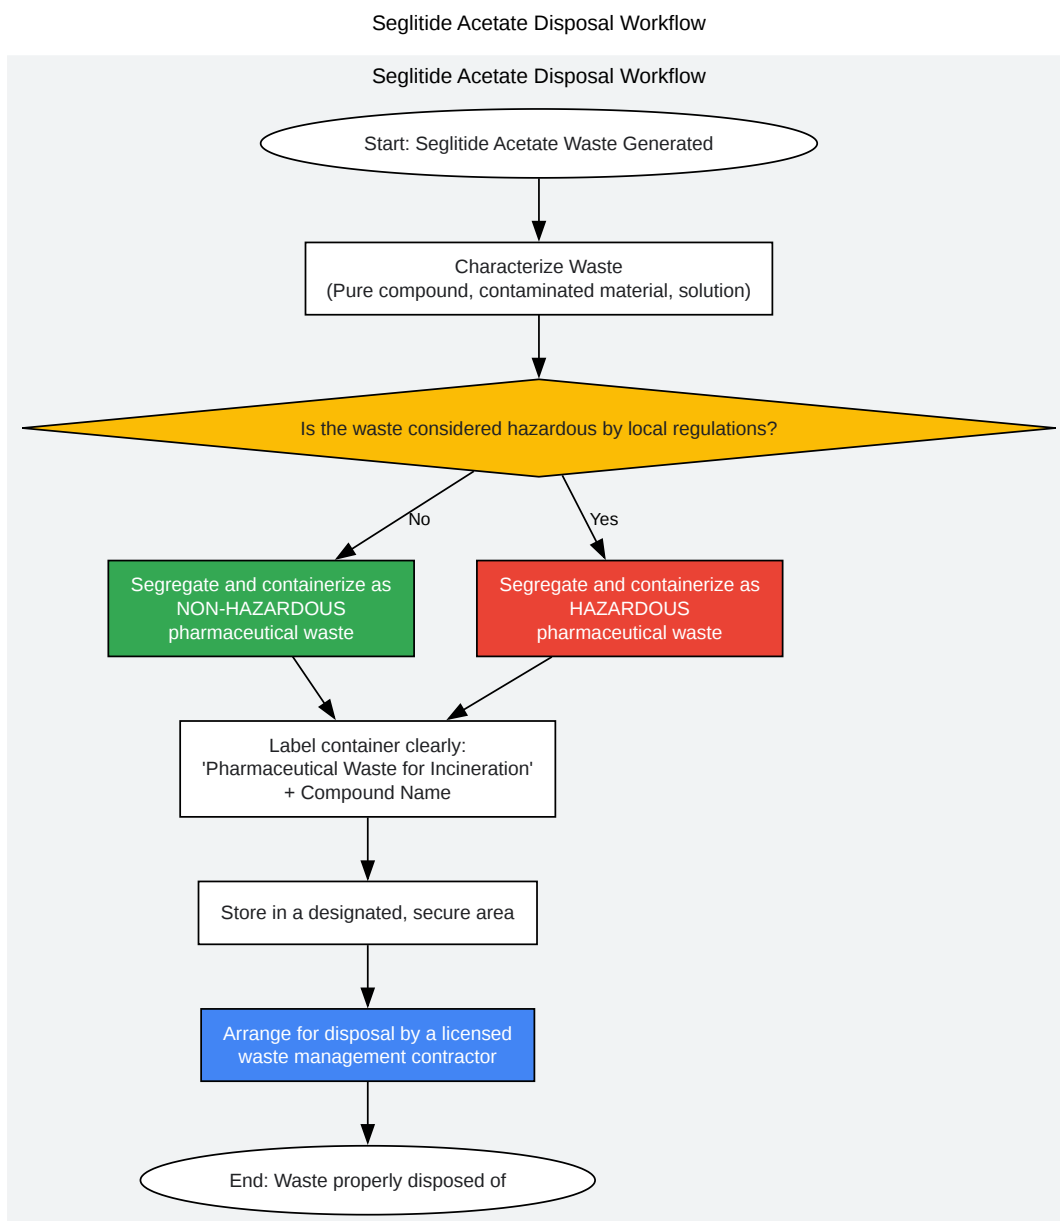 Seglitide Acetate Disposal Workflow
Seglitide Acetate Disposal Workflow
Start: Seglitide Acetate Waste Generated
Characterize Waste
(Pure compound, contaminated material, solution)
Is the waste considered hazardous by local regulations?
No
Yes
Segregate and containerize as
NON-HAZARDOUS
pharmaceutical waste
Segregate and containerize as
HAZARDOUS
pharmaceutical waste
Label container clearly:
'Pharmaceutical Waste for Incineration'
+ Compound Name
Store in a designated, secure area
Arrange for disposal by a licensed
waste management contractor
End: Waste properly disposed of